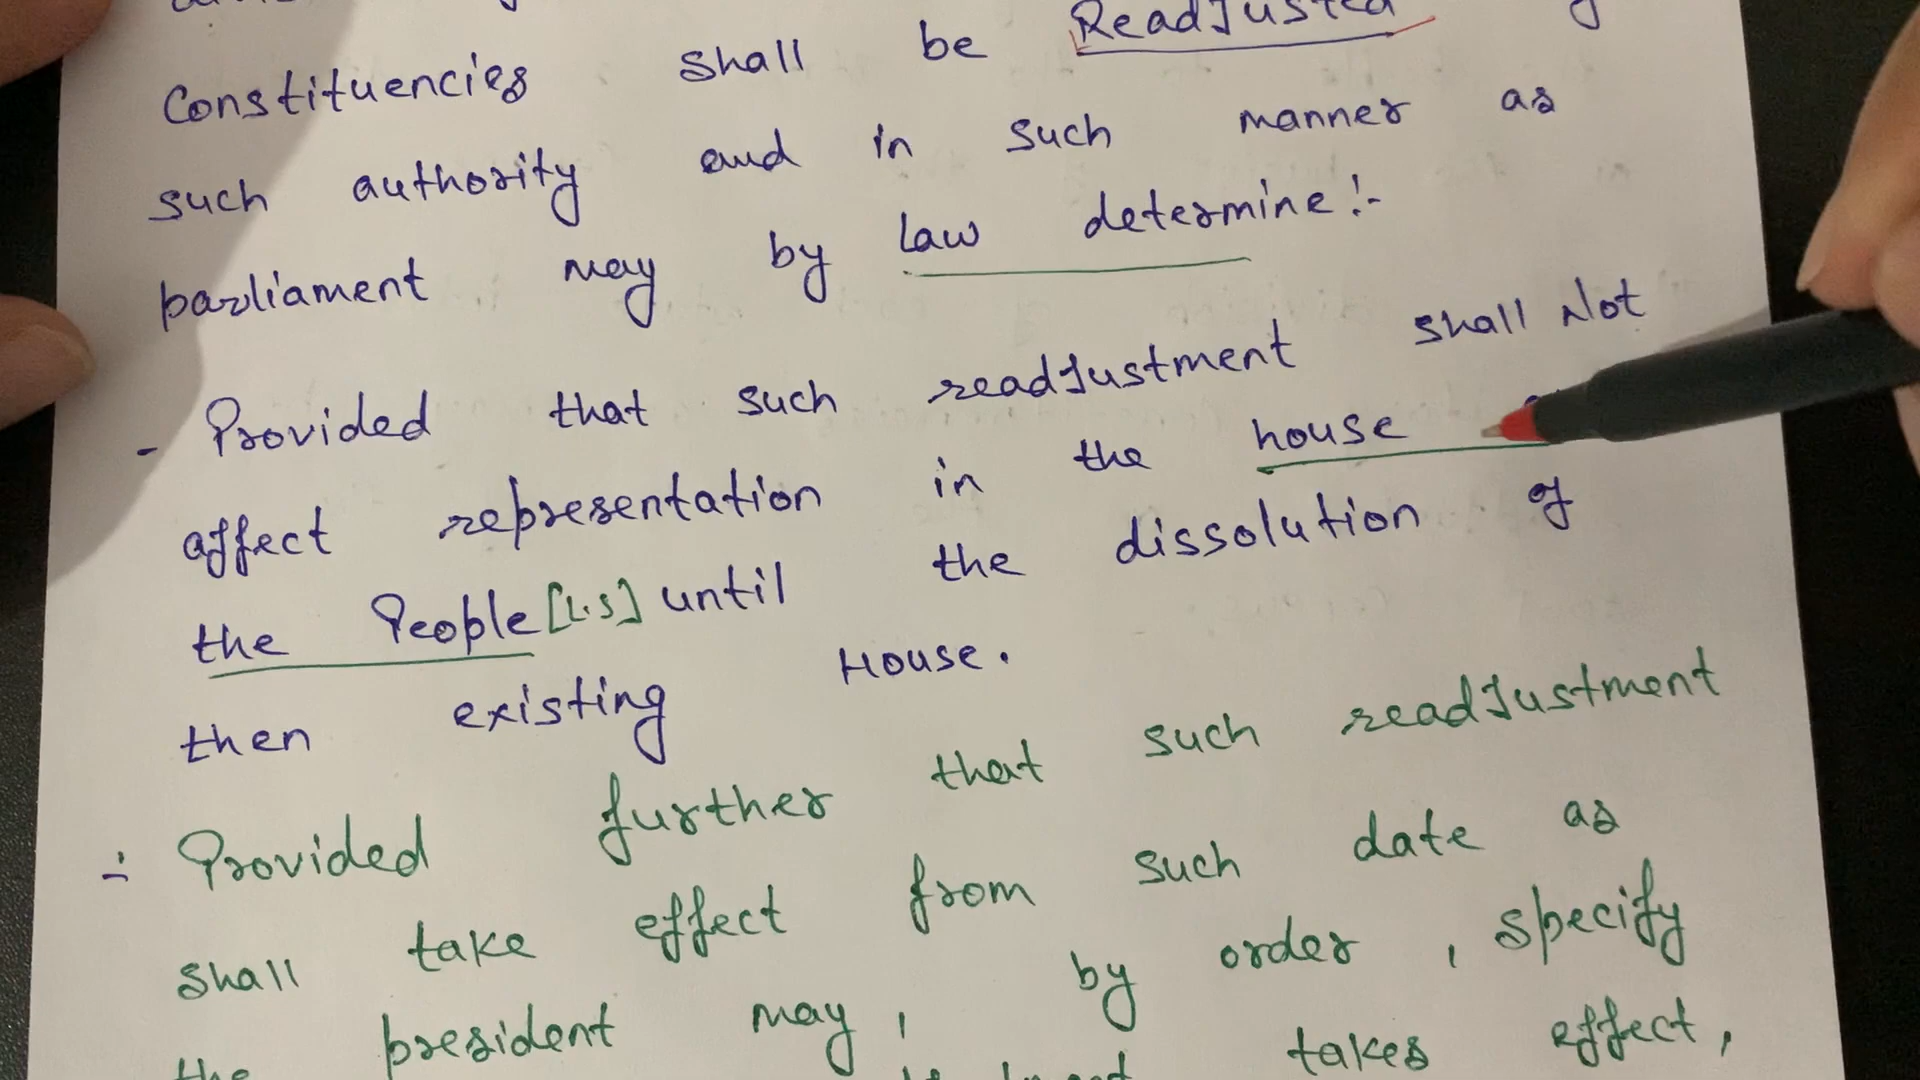 Constituencies shall be ReadJusted
such authority and in such manner as
parliament may by law determine:-
- Provided that such readJustment shall Not
affect representation in the house
the People [L.S] until the dissolution of
then existing House.
- Provided further that such readJustment
shall take effect from such date as
the president may, by order, specify
takes effect,